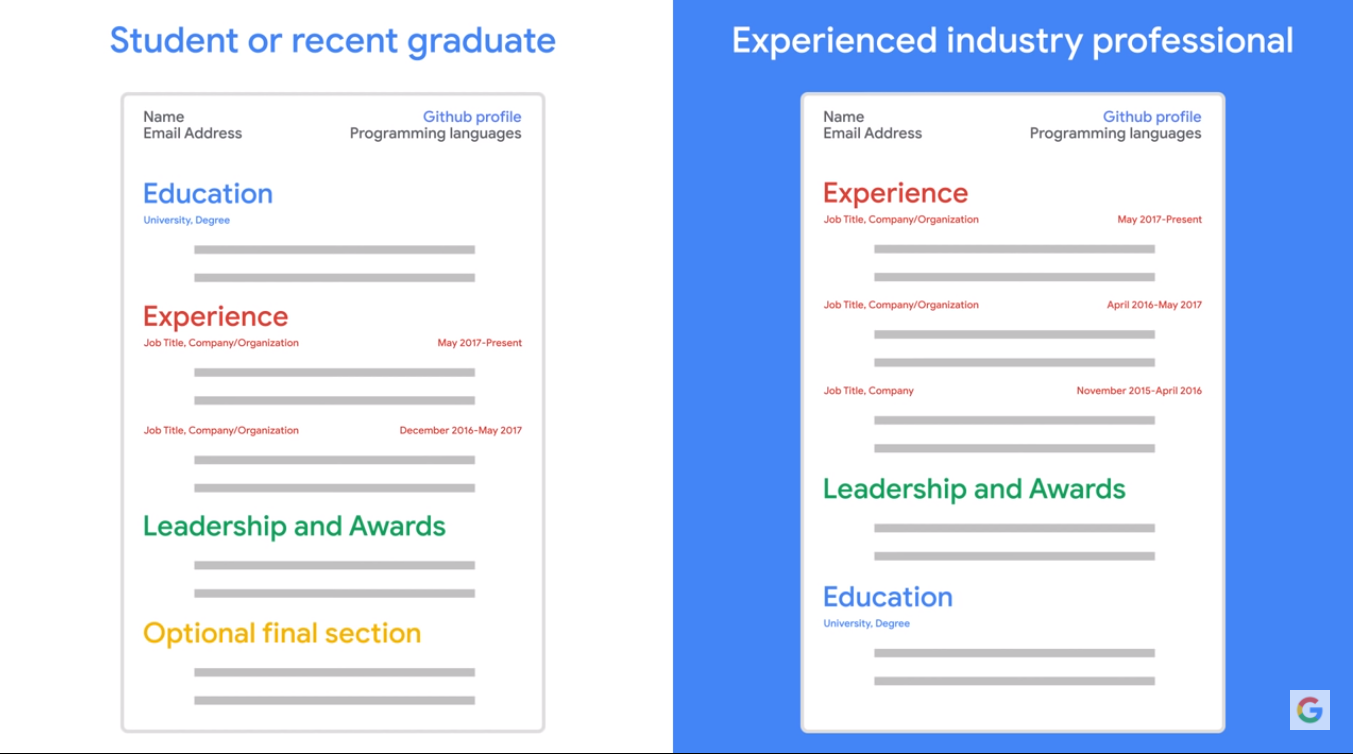 Student or recent graduate
Name
Github profile
Email Address
Programming languages
Education
University, Degree
Experience
Job Title, Company/Organization
May 2017-Present
Job Title, Company/Organization
December 2016-May 2017
Leadership and Awards
Optional final section
Experienced industry professional
Name
Github profile
Email Address
Programming languages
Experience
Job Title, Company/Organization
May 2017-Present
Job Title, Company/Organization
April 2016-May 2017
Job Title, Company
November 2015-April 2016
Leadership and Awards
Education
University, Degree
G